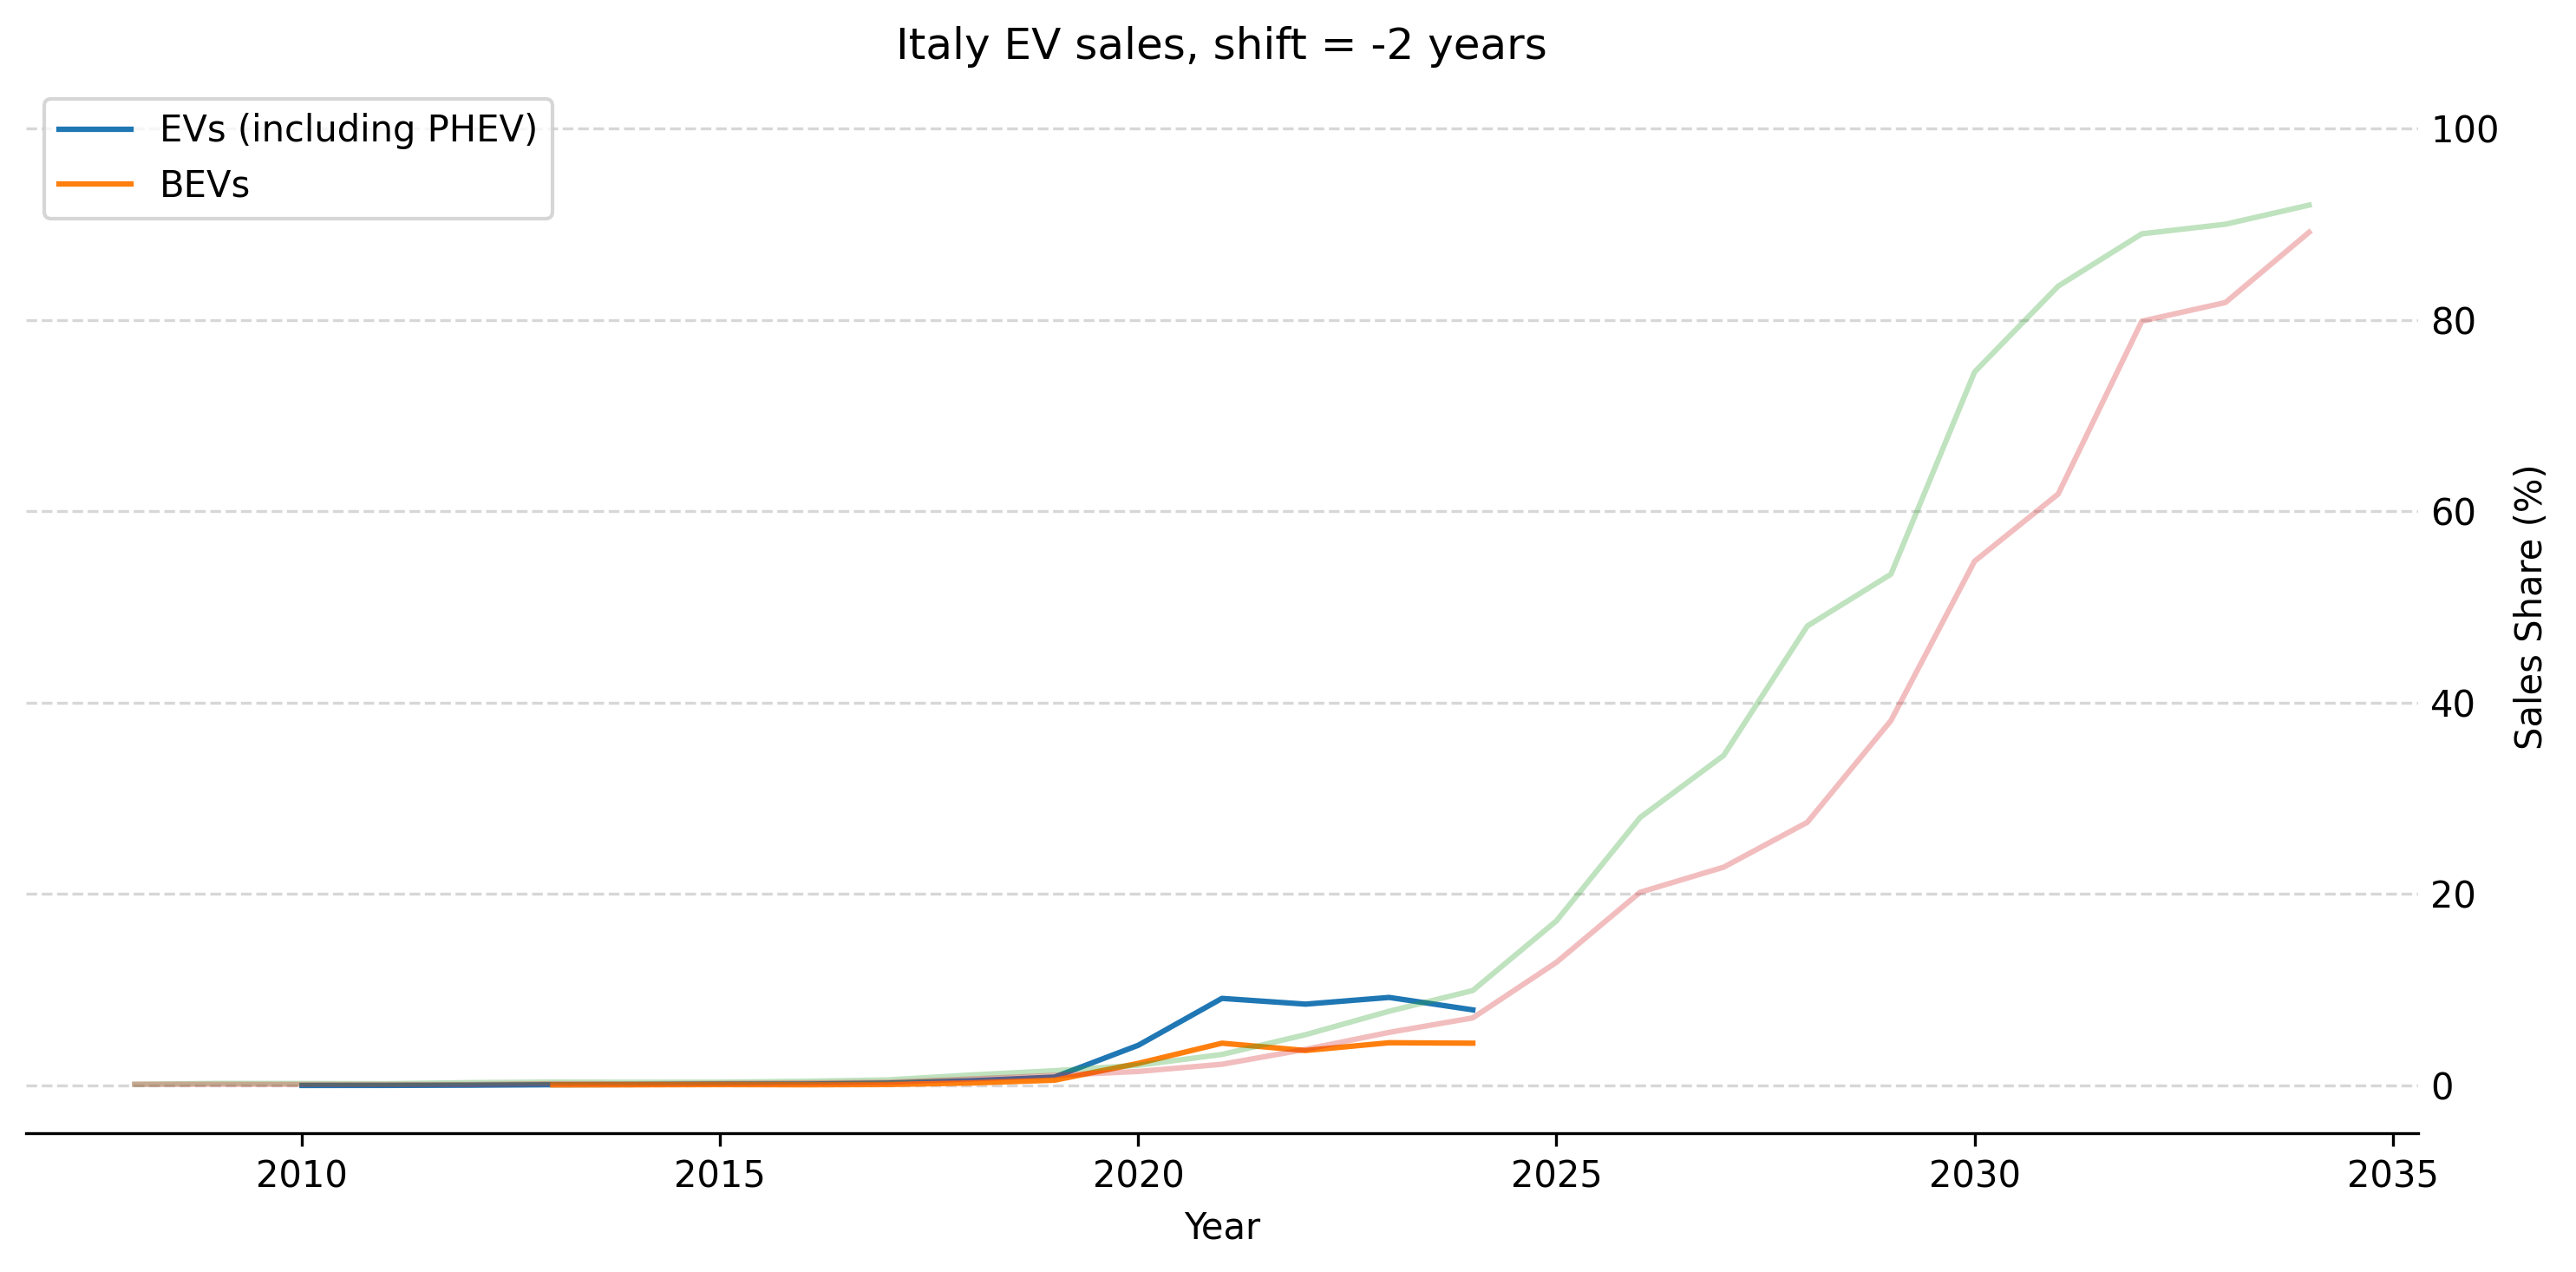 Italy EV sales, shift = -2 years
EVs (including PHEV)
BEVs
100
80
60
40
20
0
Sales Share (%)
2010 2015 2020 2025 2030 2035
Year